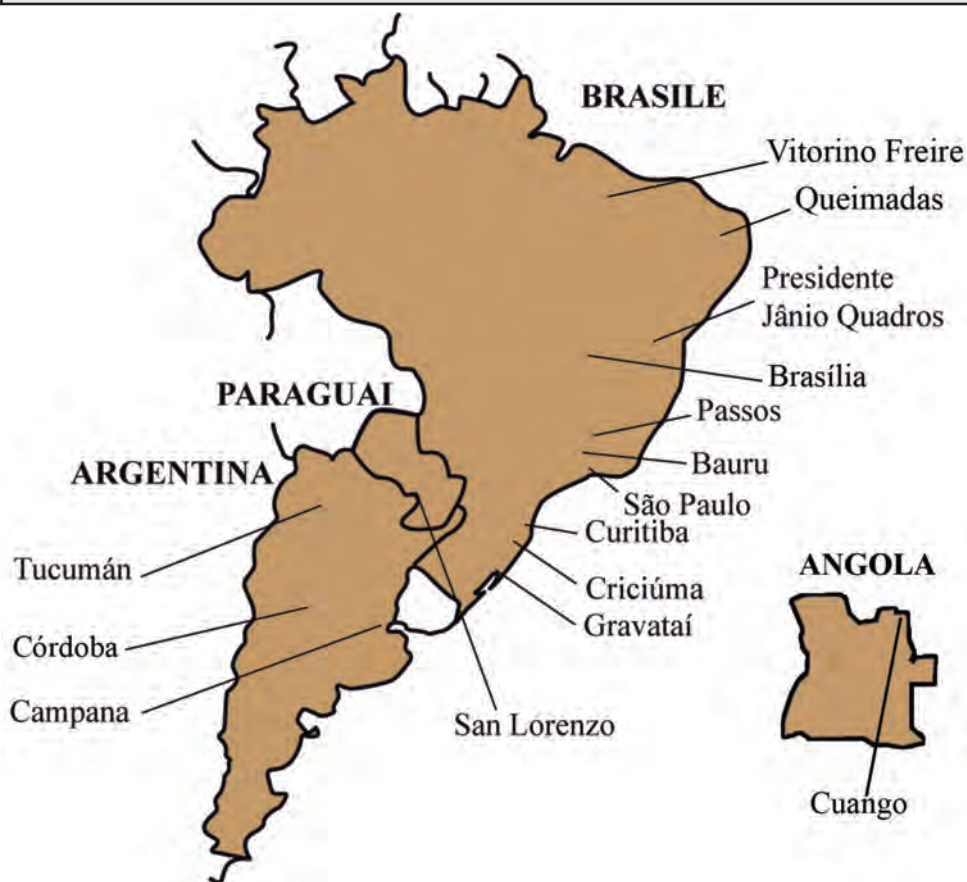 BRASILE
Vitorino Freire
Queimadas
Presidente
Jânio Quadros
Brasília
PARAGUAI
Passos
ARGENTINA
Bauru
São Paulo
Curitiba
Tucumán
Criciúma
ANGOLA
Gravataí
Córdoba
Campana
San Lorenzo
Cuango